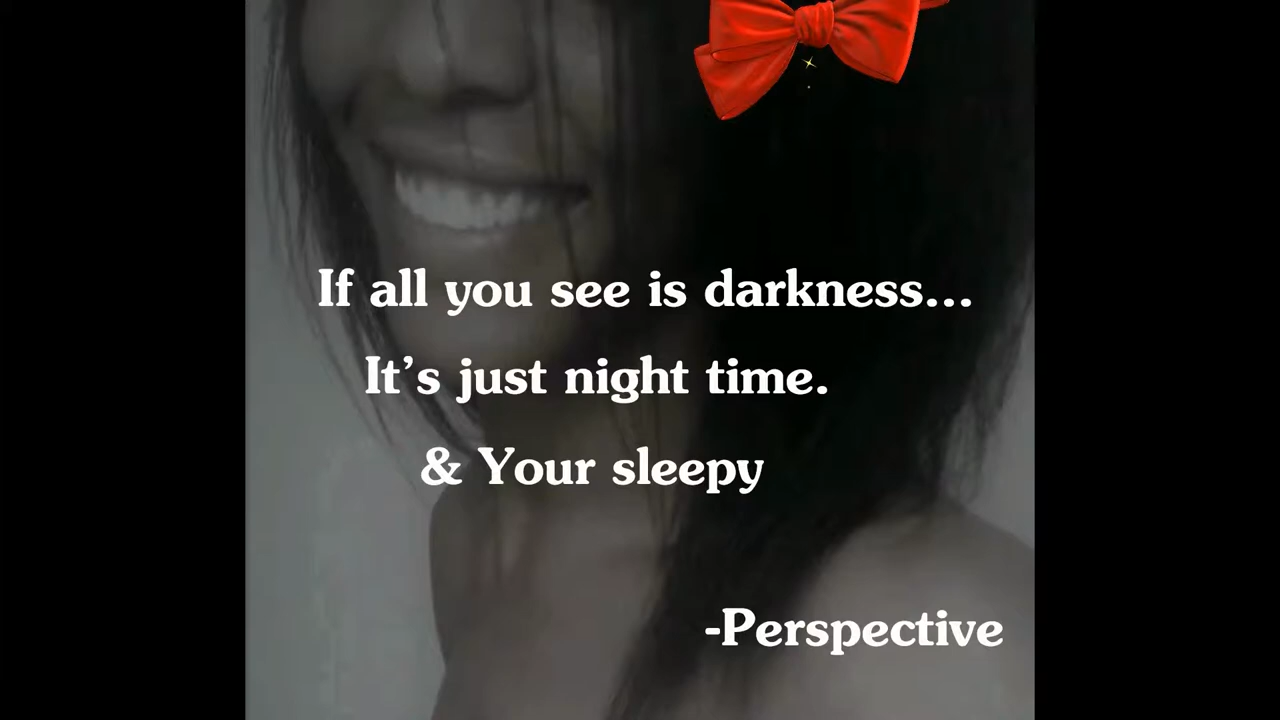 If all you see is darkness...
It’s just night time.
& Your sleepy
-Perspective